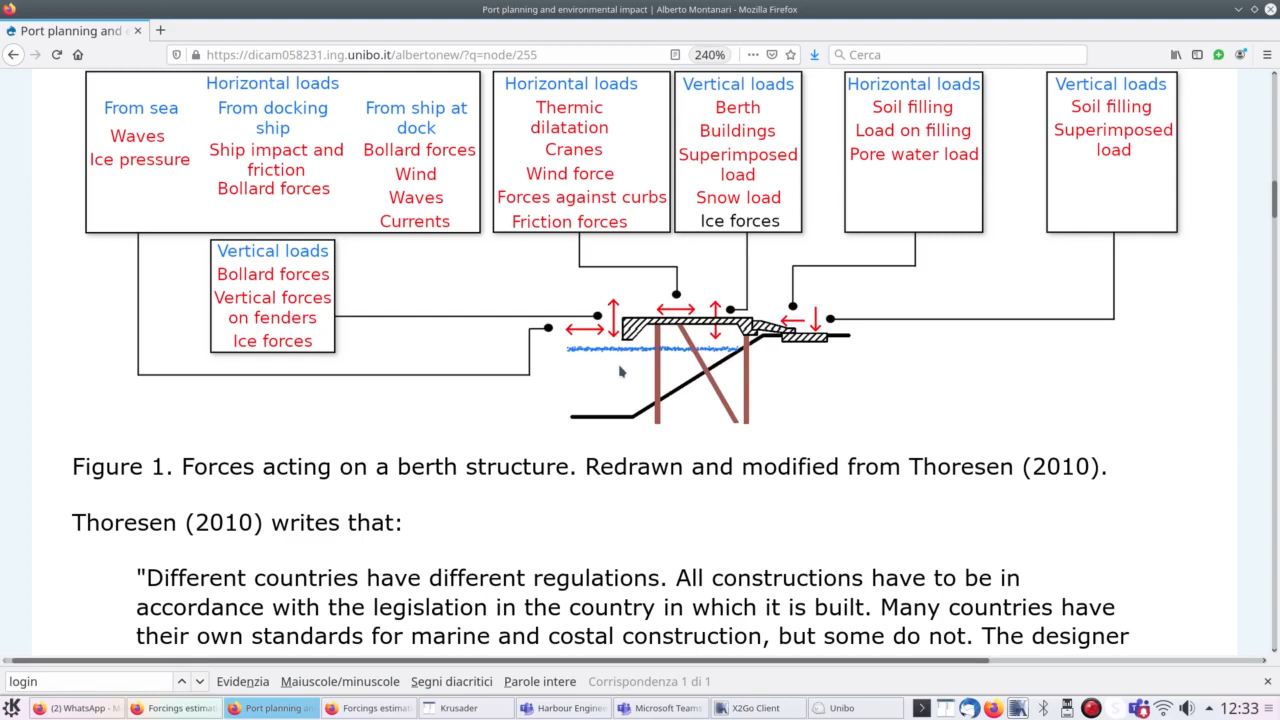 Port planning and environmental impact | Alberto Montanari - Mozilla Firefox
Port planning and e
https://dicam058231.ing.unibo.it/albertonew/?q=node/255
240%
Cerca
Horizontal loads
From sea
Waves
Ice pressure
From docking
ship
Ship impact and
friction
Bollard forces
From ship at
dock
Bollard forces
Wind
Waves
Currents
Horizontal loads
Thermic
dilatation
Cranes
Wind force
Forces against curbs
Friction forces
Vertical loads
Berth
Buildings
Superimposed
load
Snow load
Ice forces
Horizontal loads
Soil filling
Load on filling
Pore water load
Vertical loads
Soil filling
Superimposed
load
Vertical loads
Bollard forces
Vertical forces
on fenders
Ice forces
Figure 1. Forces acting on a berth structure. Redrawn and modified from Thoresen (2010).
Thoresen (2010) writes that:
"Different countries have different regulations. All constructions have to be in
accordance with the legislation in the country in which it is built. Many countries have
their own standards for marine and costal construction, but some do not. The designer
login
Evidenzia
Maiuscole/minuscole
Segni diacritici
Parole intere
Corrispondenza 1 di 1
(2) WhatsApp - M
Forcings estimat
Port planning an
Forcings estimat
Krusader
Harbour Enginee
Microsoft Teams
X2Go Client
Unibo
12:33